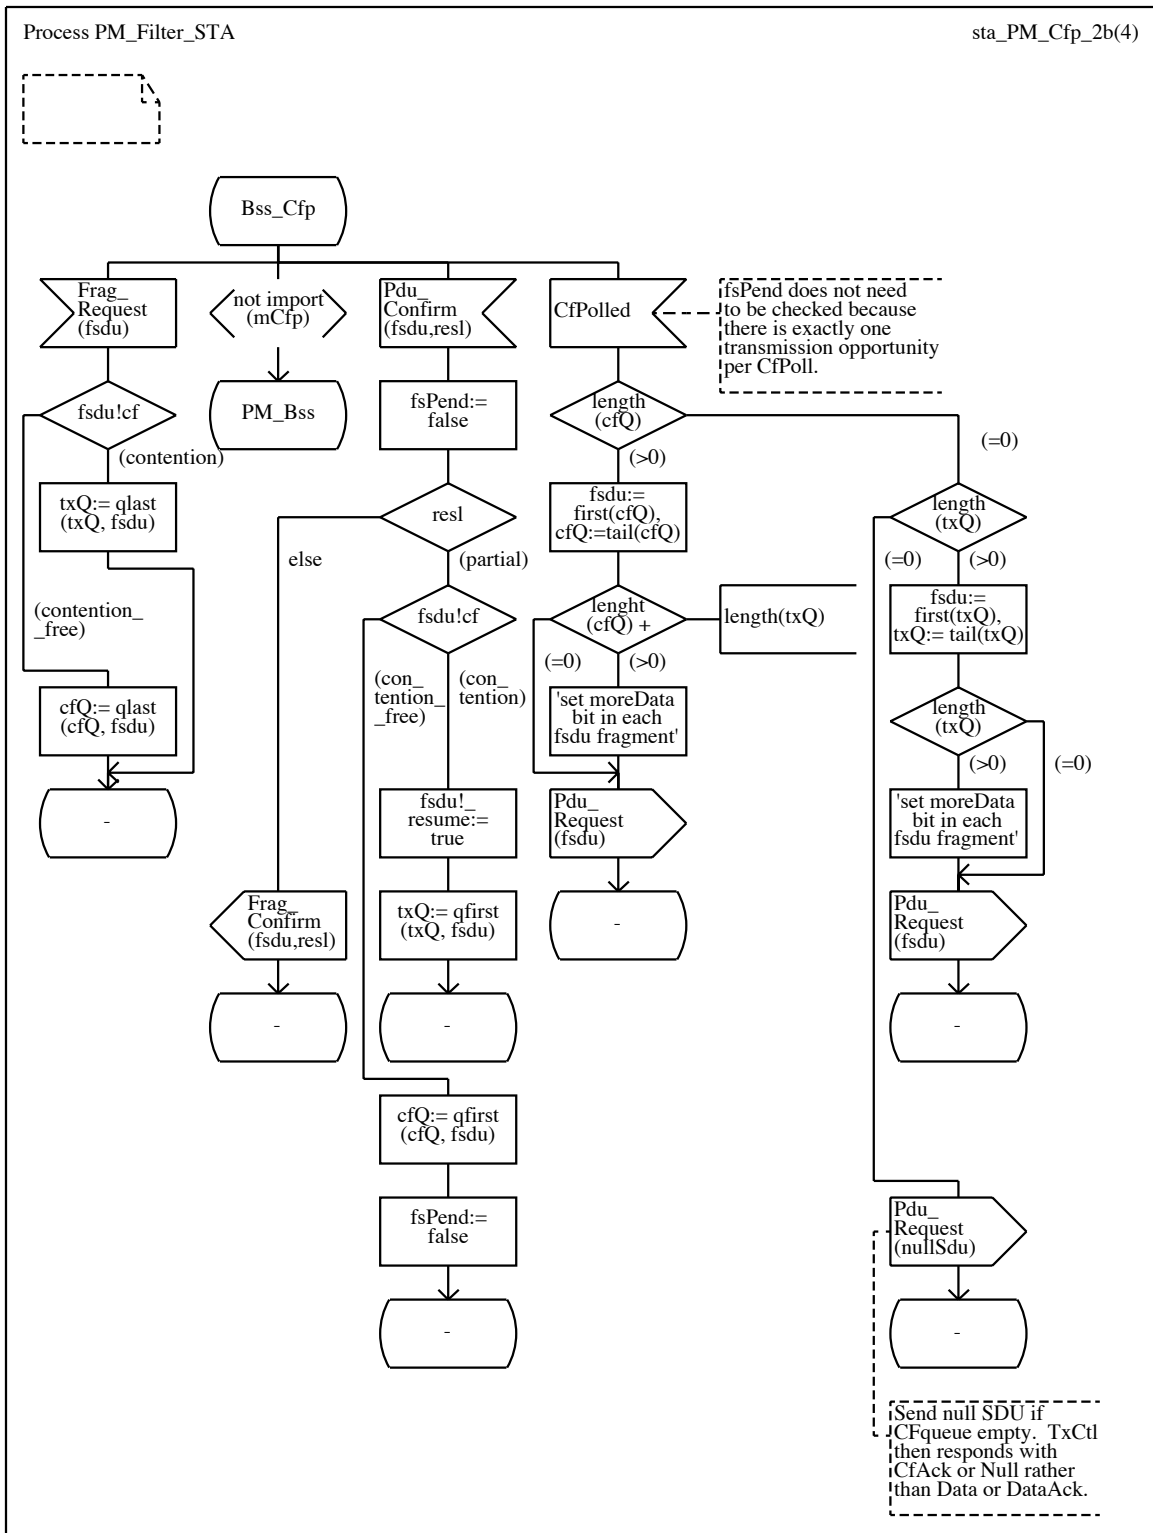 Process PM_Filter_STA
sta_PM_Cfp_2b(4)
Bss_Cfp
Frag_
Request
(fsdu)
not import
(mCfp)
Pdu_
Confirm
(fsdu,resl)
CfPolled
fsPend does not need
to be checked because
there is exactly one
transmission opportunity
per CfPoll.
fsdu!cf
PM_Bss
fsPend:=
false
length
(cfQ)
(contention)
(>0)
(=0)
txQ:= qlast
(txQ, fsdu)
resl
fsdu:=
first(cfQ),
cfQ:=tail(cfQ)
length
(txQ)
else
(partial)
(=0)
(>0)
(contention_
_free)
fsdu!cf
lenght
(cfQ) +
length(txQ)
fsdu:=
first(txQ),
txQ:= tail(txQ)
(con_
tention_
_free)
(con_
tention)
(=0)
(>0)
cfQ:= qlast
(cfQ, fsdu)
'set moreData
bit in each
fsdu fragment'
length
(txQ)
(>0)
(=0)
-
fsdu!_
resume:=
true
Pdu_
Request
(fsdu)
'set moreData
bit in each
fsdu fragment'
Frag_
Confirm
(fsdu,resl)
txQ:= qfirst
(txQ, fsdu)
-
Pdu_
Request
(fsdu)
-
-
-
cfQ:= qfirst
(cfQ, fsdu)
fsPend:=
false
Pdu_
Request
(nullSdu)
-
-
Send null SDU if
CFqueue empty.  TxCtl
then responds with
CfAck or Null rather
than Data or DataAck.